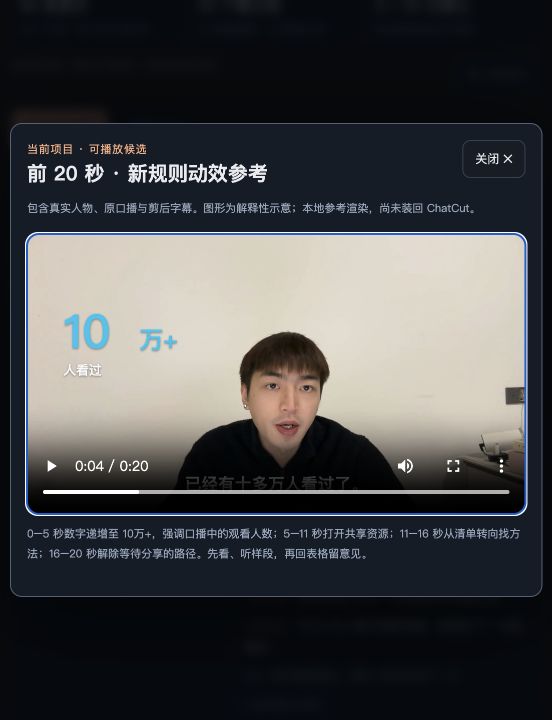 当前项目 · 可播放候选
前 20 秒 · 新规则动效参考
关闭 ×
包含真实人物、原口播与剪后字幕。图形为解释性示意；本地参考渲染，尚未装回 ChatCut。
10 万+
人看过
0:04 / 0:20
已经有十多万人看过了。
0—5 秒数字递增至 10万+，强调口播中的观看人数；5—11 秒打开共享资源；11—16 秒从清单转向找方
法；16—20 秒解除等待分享的路径。先看、听样段，再回表格留意见。